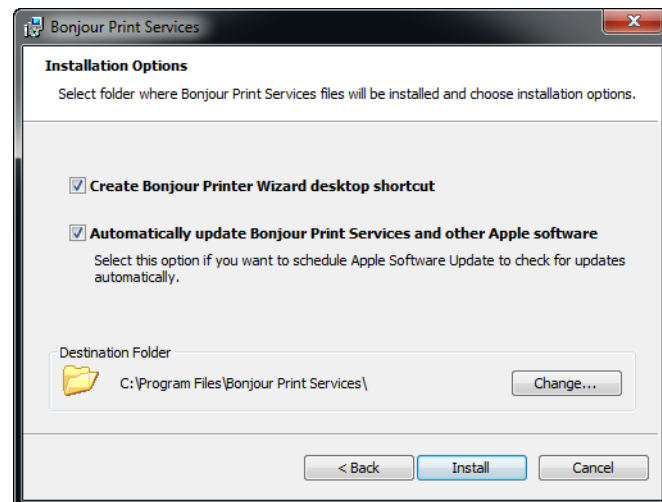 Bonjour Print Services
Installation Options
Select folder where Bonjour Print Services files will be installed and choose installation options.
Create Bonjour Printer Wizard desktop shortcut
Automatically update Bonjour Print Services and other Apple software
Select this option if you want to schedule Apple Software Update to check for updates
automatically.
Destination Folder
C:\Program Files\Bonjour Print Services\
Change...
< Back
Install
Cancel